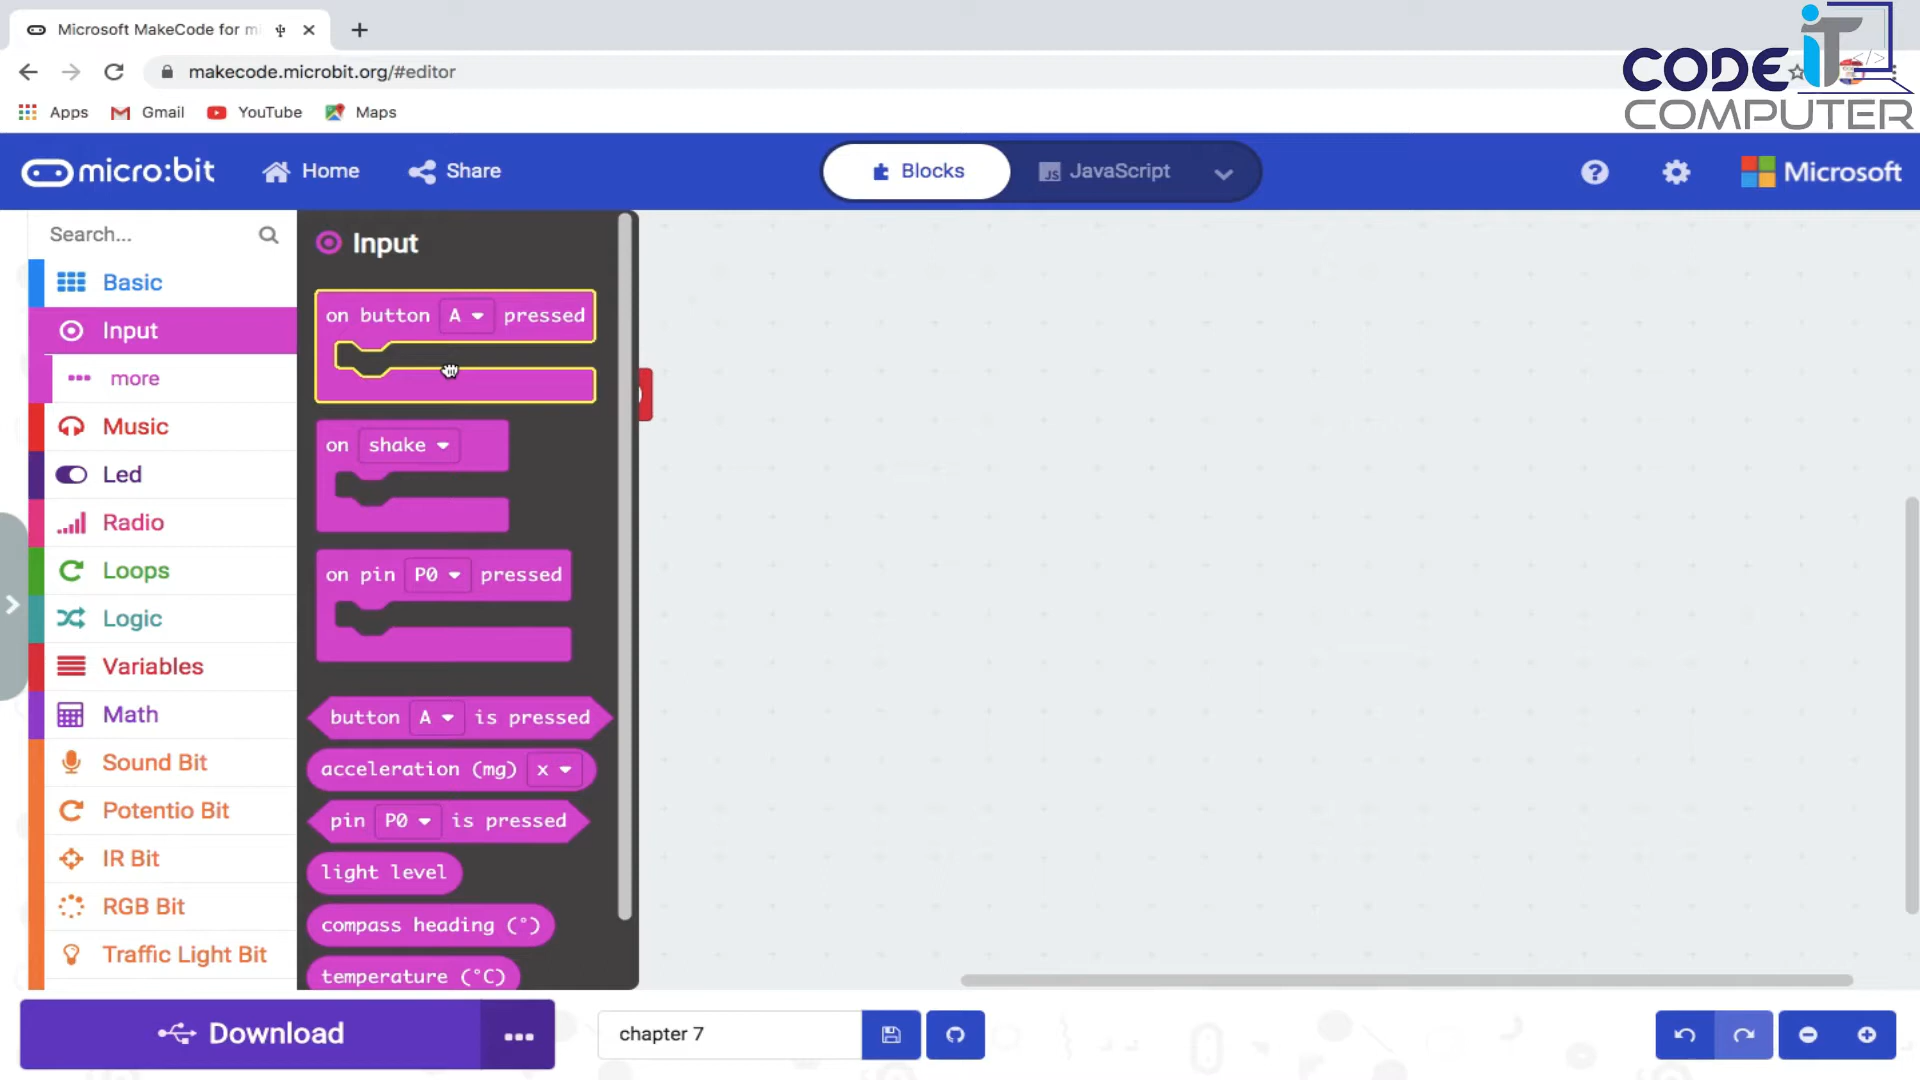 Microsoft MakeCode for mi
makecode.microbit.org/#editor
Apps
Gmail
YouTube
Maps
CODE iT
COMPUTER
micro:bit
Home
Share
Blocks
JS
JavaScript
Microsoft
Search...
Basic
Input
more
Music
Led
Radio
Loops
Logic
Variables
Math
Sound Bit
Potentio Bit
IR Bit
RGB Bit
Traffic Light Bit
Input
on button A pressed
on shake
on pin P0 pressed
button A is pressed
acceleration (mg) x
pin P0 is pressed
light level
compass heading (°)
temperature (°C)
Download
chapter 7